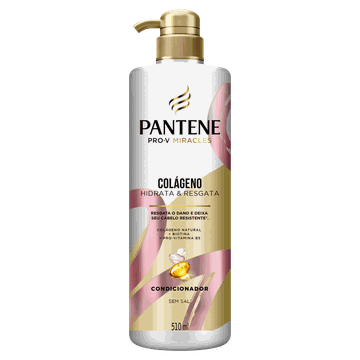 PANTENE
PRO-V MIRACLES
COLÁGENO
HIDRATA & RESGATA
RESGATA O DANO E DEIXA
SEU CABELO RESISTENTE*
COLÁGENO NATURAL
+ BIOTINA
+ PRO-VITAMINA B5
CONDICIONADOR
SEM SAL
510 ml